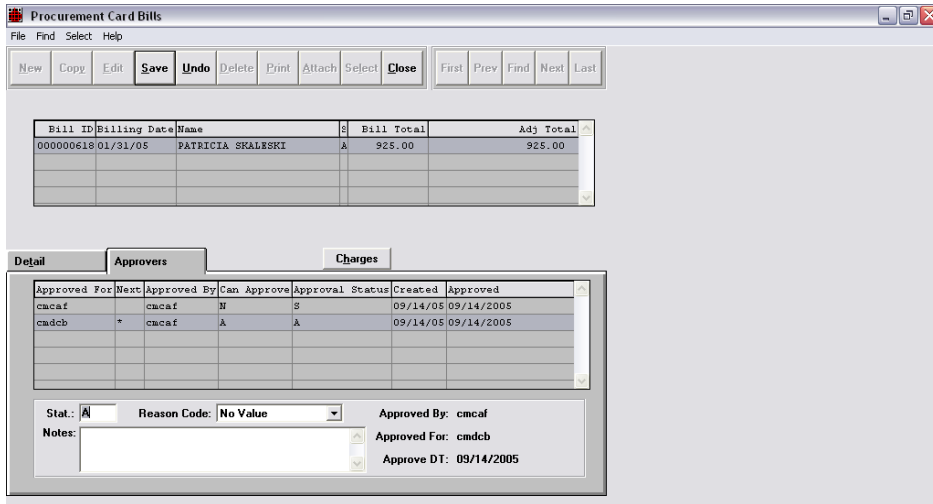 Procurement Card Bills
File Find Select Help
New Copy Edit Save Undo Delete Print Attach Select Close First Prev Find Next Last
Bill ID Billing Date Name S Bill Total Adj Total
000000618 01/31/05 PATRICIA SKALESKI A 925.00 925.00
Detail Approvers Charges
Approved For Next Approved By Can Approve Approval Status Created Approved
cmcaf cmcaf N S 09/14/05 09/14/2005
cmdcb * cmcaf A A 09/14/05 09/14/2005
Stat.: A Reason Code: No Value Approved By: cmcaf
Notes: Approved For: cmdcb
Approve DT: 09/14/2005